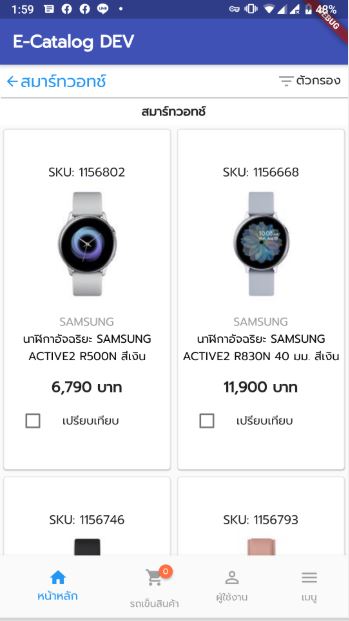 1:59
48%
E-Catalog DEV
สมาร์ทวอทช์
ตัวกรอง
สมาร์ทวอทช์
SKU: 1156802
SAMSUNG
นาฬิกาอัจฉริยะ SAMSUNG
ACTIVE2 R500N สีเงิน
6,790 บาท
เปรียบเทียบ
SKU: 1156668
SAMSUNG
นาฬิกาอัจฉริยะ SAMSUNG
ACTIVE2 R830N 40 มม. สีเงิน
11,900 บาท
เปรียบเทียบ
SKU: 1156746
SKU: 1156793
หน้าหลัก
0
รถเข็นสินค้า
ผู้ใช้งาน
เมนู